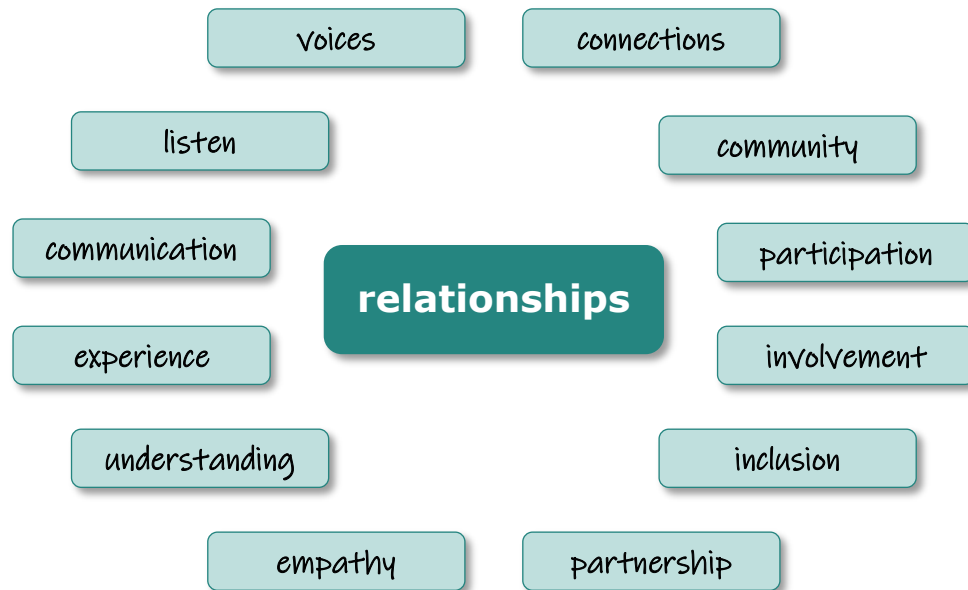 voices
connections
listen
community
communication
participation
relationships
experience
involvement
understanding
inclusion
empathy
partnership